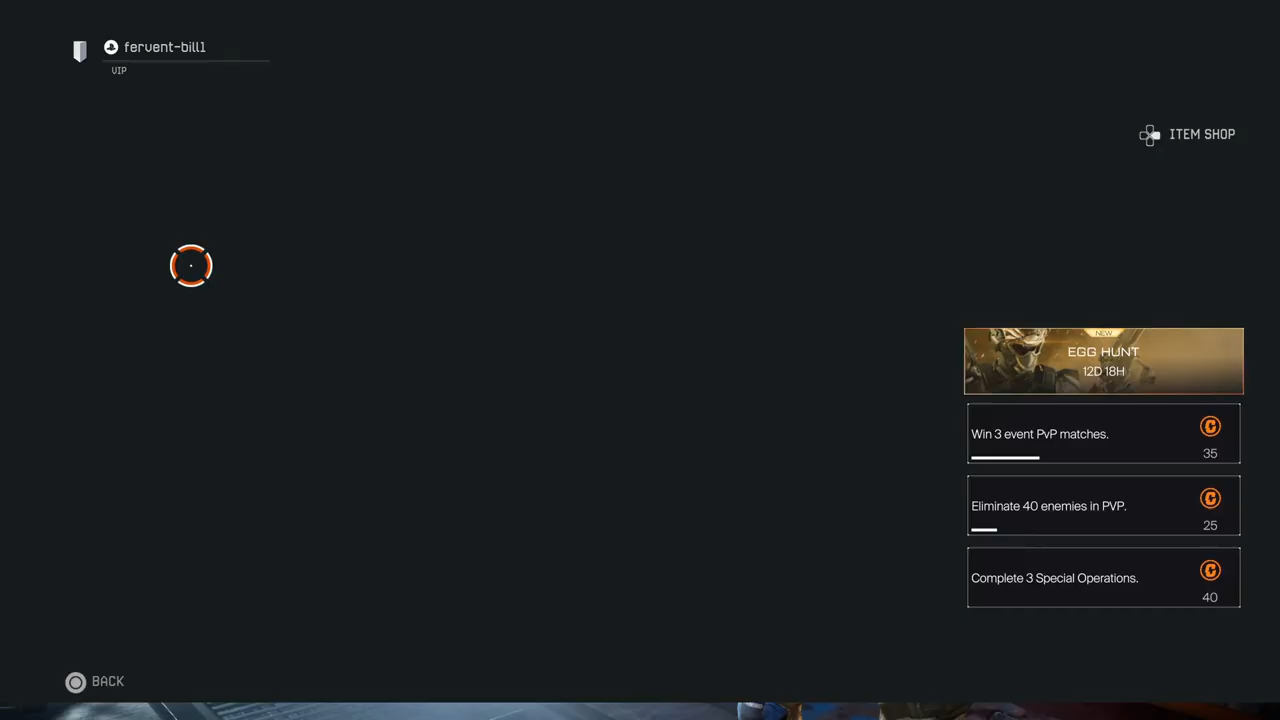 fervent-bill1
VIP
ITEM SHOP
NEW
EGG HUNT
12D 18H
Win 3 event PvP matches.
35
Eliminate 40 enemies in PVP.
25
Complete 3 Special Operations.
40
BACK